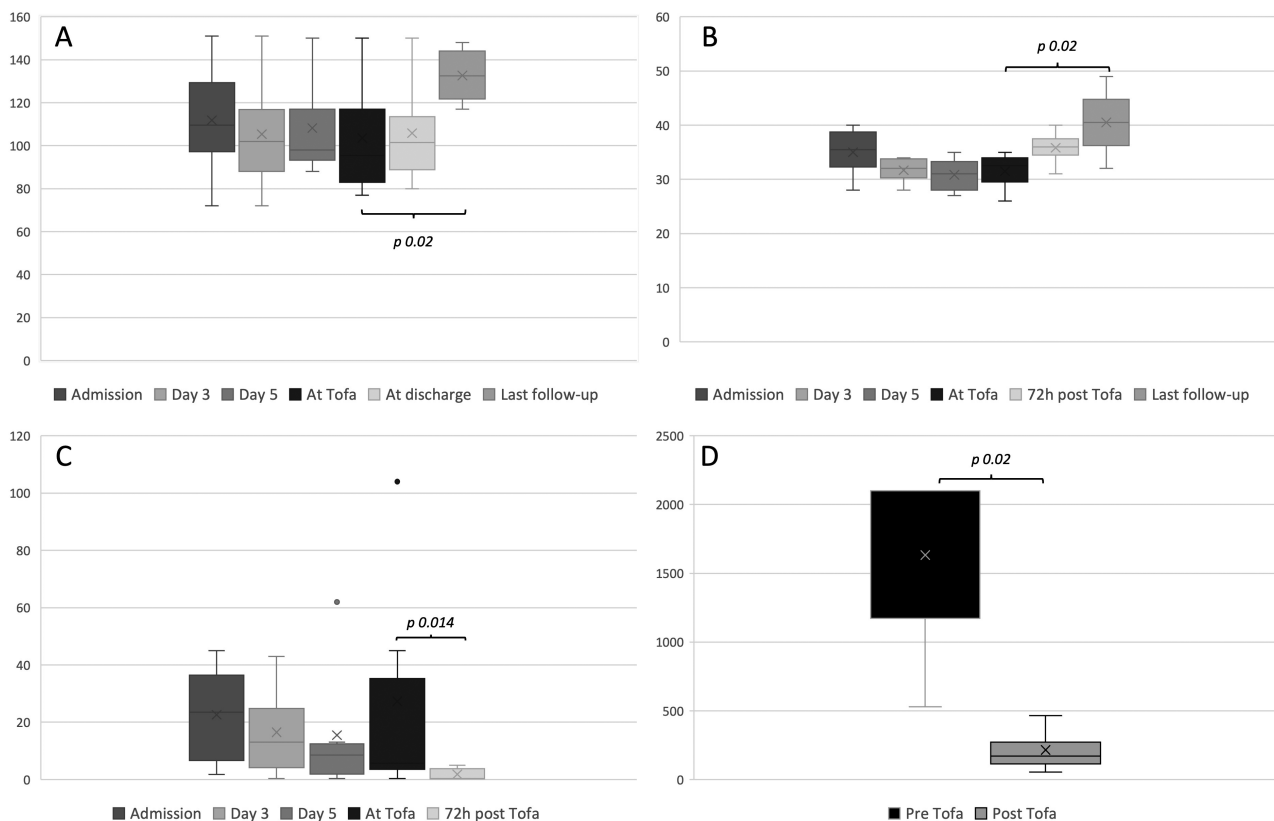 A
160
140
120
100
80
60
40
20
0
p 0.02
Admission Day 3 Day 5 At Tofa At discharge Last follow-up
B
60
50
40
30
20
10
0
p 0.02
Admission Day 3 Day 5 At Tofa 72h post Tofa Last follow-up
C
120
100
80
60
40
20
0
p 0.014
Admission Day 3 Day 5 At Tofa 72h post Tofa
D
2500
2000
1500
1000
500
0
p 0.02
Pre Tofa Post Tofa